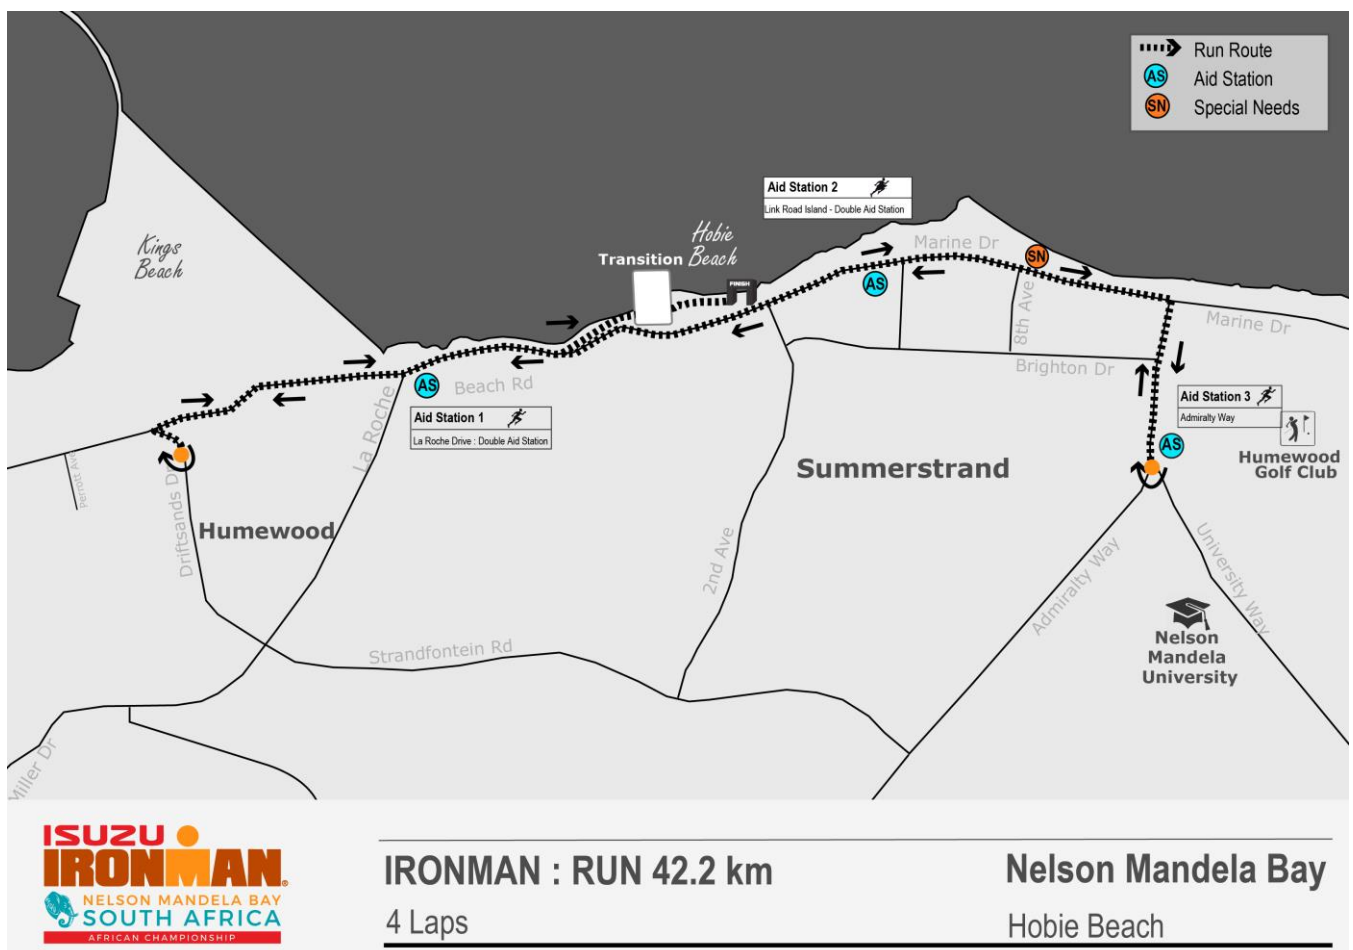 Run Route
AS
Aid Station
SN
Special Needs
Aid Station 2
Link Road Island - Double Aid Station
Kings
Beach
Hobie
Beach
Transition
FINISH
Marine Dr
SN
AS
8th Ave
Marine Dr
Brighton Dr
Beach Rd
AS
La Roche
Aid Station 1
La Roche Drive : Double Aid Station
Aid Station 3
Admiralty Way
AS
Humewood
Golf Club
Summerstrand
Perrott Ave
Driftsands Dr
Humewood
2nd Ave
Admiralty Way
University Way
Strandfontein Rd
Nelson
Mandela
University
Miller Dr
ISUZU
IRONMAN
NELSON MANDELA BAY
SOUTH AFRICA
AFRICAN CHAMPIONSHIP
IRONMAN : RUN 42.2 km
4 Laps
Nelson Mandela Bay
Hobie Beach